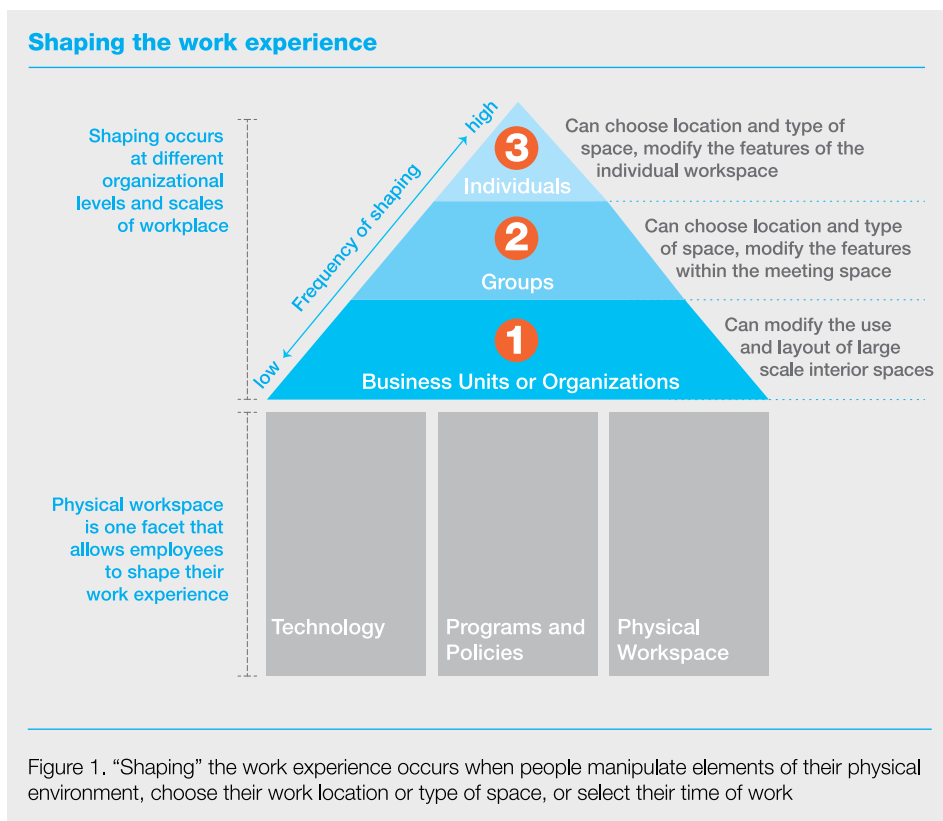 Shaping the work experience
Shaping occurs
at different
organizational
levels and scales
of workplace
low
Frequency of shaping
high
3
Individuals
Can choose location and type of
space, modify the features of the
individual workspace
2
Groups
Can choose location and type
of space, modify the features
within the meeting space
1
Business Units or Organizations
Can modify the use
and layout of large
scale interior spaces
Physical workspace
is one facet that
allows employees
to shape their
work experience
Technology
Programs and
Policies
Physical
Workspace
Figure 1. “Shaping” the work experience occurs when people manipulate elements of their physical
environment, choose their work location or type of space, or select their time of work